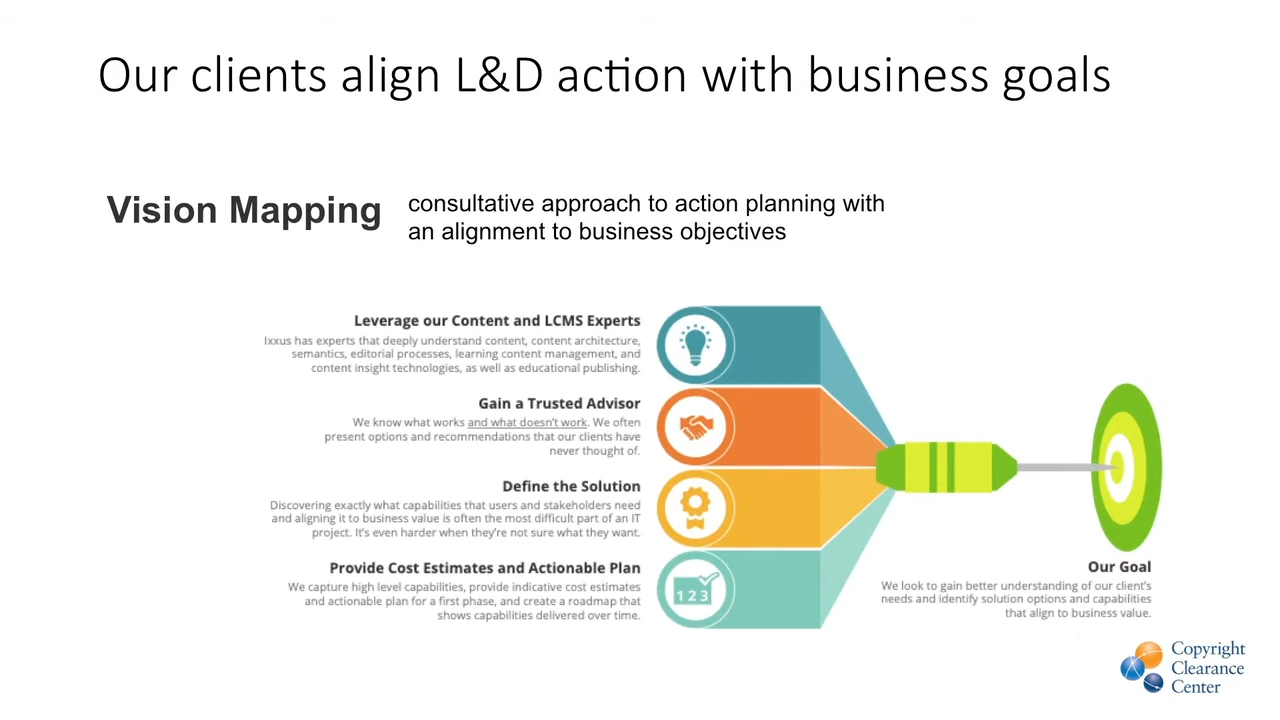 Our clients align L&D action with business goals
Vision Mapping
consultative approach to action planning with
an alignment to business objectives
Leverage our Content and LCMS Experts
Ixxus has experts that deeply understand content, content architecture,
semantics, editorial processes, learning content management, and
content insight technologies, as well as educational publishing.
Gain a Trusted Advisor
We know what works and what doesn't work. We often
present options and recommendations that our clients have
never thought of.
Define the Solution
Discovering exactly what capabilities that users and stakeholders need
and aligning it to business value is often the most difficult part of an IT
project. It's even harder when they're not sure what they want.
Provide Cost Estimates and Actionable Plan
We capture high level capabilities, provide indicative cost estimates
and actionable plan for a first phase, and create a roadmap that
shows capabilities delivered over time.
1 2 3
Our Goal
We look to gain better understanding of our client's
needs and identify solution options and capabilities
that align to business value.
Copyright
Clearance
Center